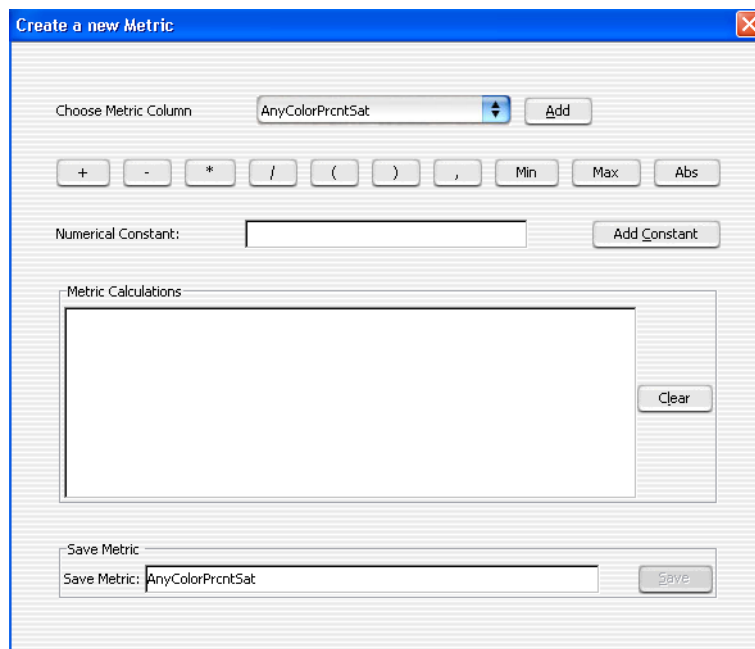 Create a new Metric
Choose Metric Column AnyColorPrcntSat Add
+ - * / ( ) , Min Max Abs
Numerical Constant: Add Constant
Metric Calculations
Clear
Save Metric
Save Metric: AnyColorPrcntSat Save